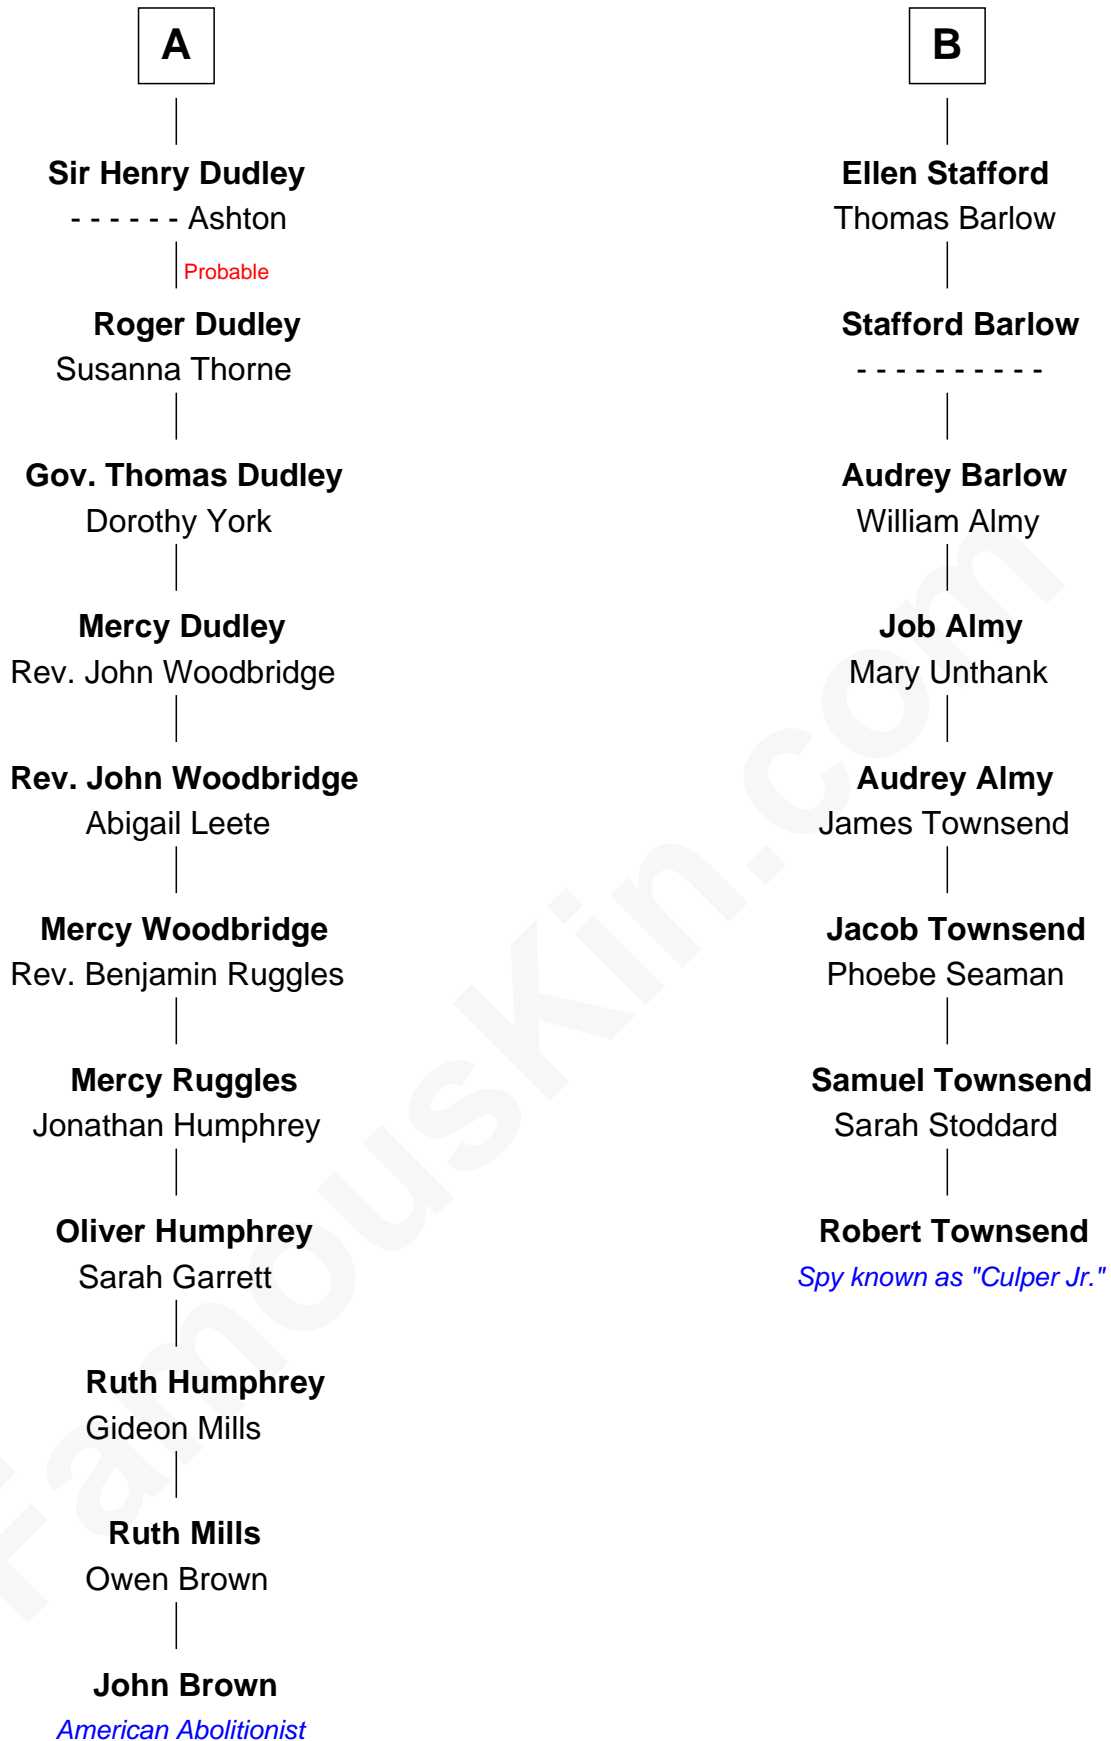 A
Sir Henry Dudley
- - - - - - Ashton
Probable
Roger Dudley
Susanna Thorne
Gov. Thomas Dudley
Dorothy York
Mercy Dudley
Rev. John Woodbridge
Rev. John Woodbridge
Abigail Leete
Mercy Woodbridge
Rev. Benjamin Ruggles
Mercy Ruggles
Jonathan Humphrey
Oliver Humphrey
Sarah Garrett
Ruth Humphrey
Gideon Mills
Ruth Mills
Owen Brown
John Brown
American Abolitionist
B
Ellen Stafford
Thomas Barlow
Stafford Barlow
- - - - - - - - - -
Audrey Barlow
William Almy
Job Almy
Mary Unthank
Audrey Almy
James Townsend
Jacob Townsend
Phoebe Seaman
Samuel Townsend
Sarah Stoddard
Robert Townsend
Spy known as "Culper Jr."
FamousKin.com